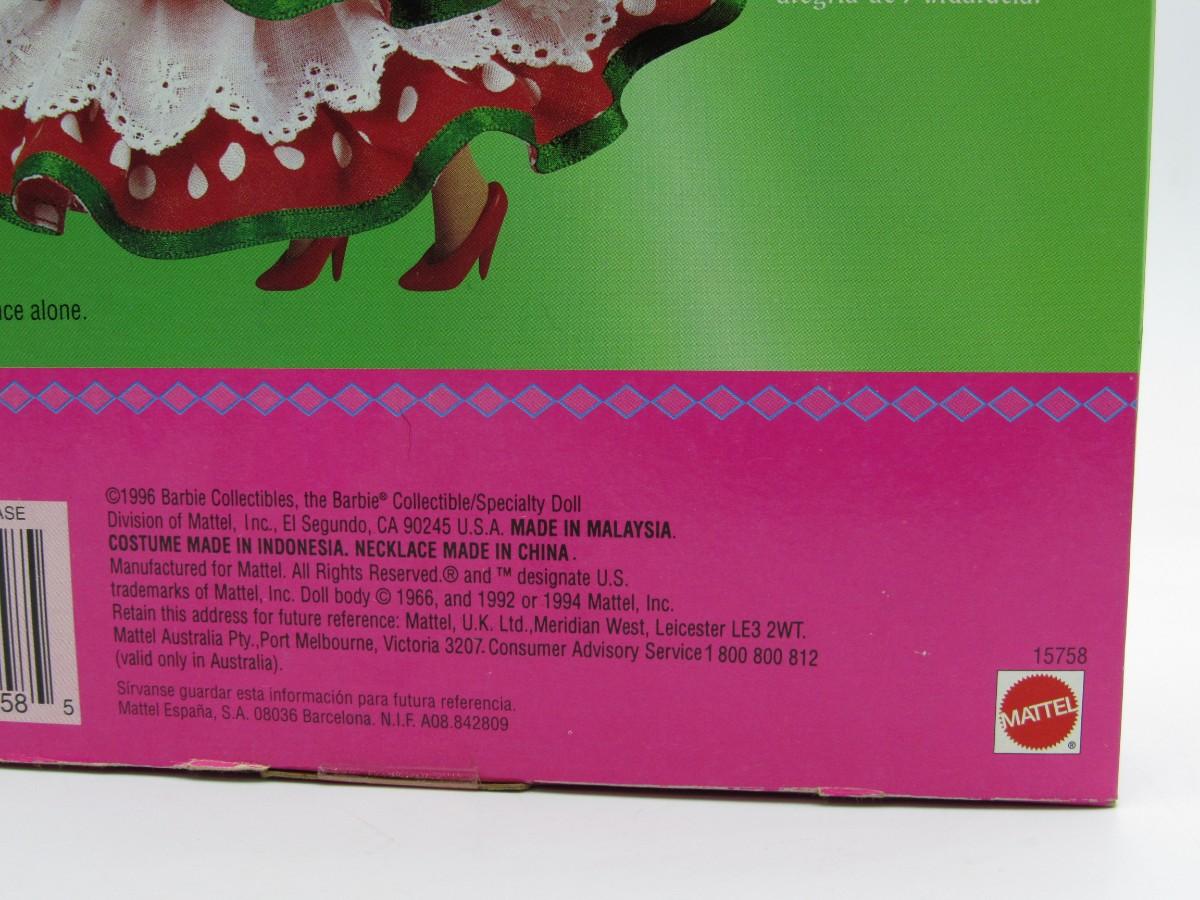 alegría de Andalucía.
nce alone.
©1996 Barbie Collectibles, the Barbie® Collectible/Specialty Doll
Division of Mattel, Inc., El Segundo, CA 90245 U.S.A. MADE IN MALAYSIA.
COSTUME MADE IN INDONESIA. NECKLACE MADE IN CHINA.
Manufactured for Mattel. All Rights Reserved.® and ™ designate U.S.
trademarks of Mattel, Inc. Doll body © 1966, and 1992 or 1994 Mattel, Inc.
Retain this address for future reference: Mattel, U.K. Ltd.,Meridian West, Leicester LE3 2WT.
Mattel Australia Pty.,Port Melbourne, Victoria 3207. Consumer Advisory Service 1 800 800 812
(valid only in Australia).
Sírvanse guardar esta información para futura referencia.
Mattel España, S.A. 08036 Barcelona. N.I.F. A08.842809
ASE
58 5
15758
MATTEL®